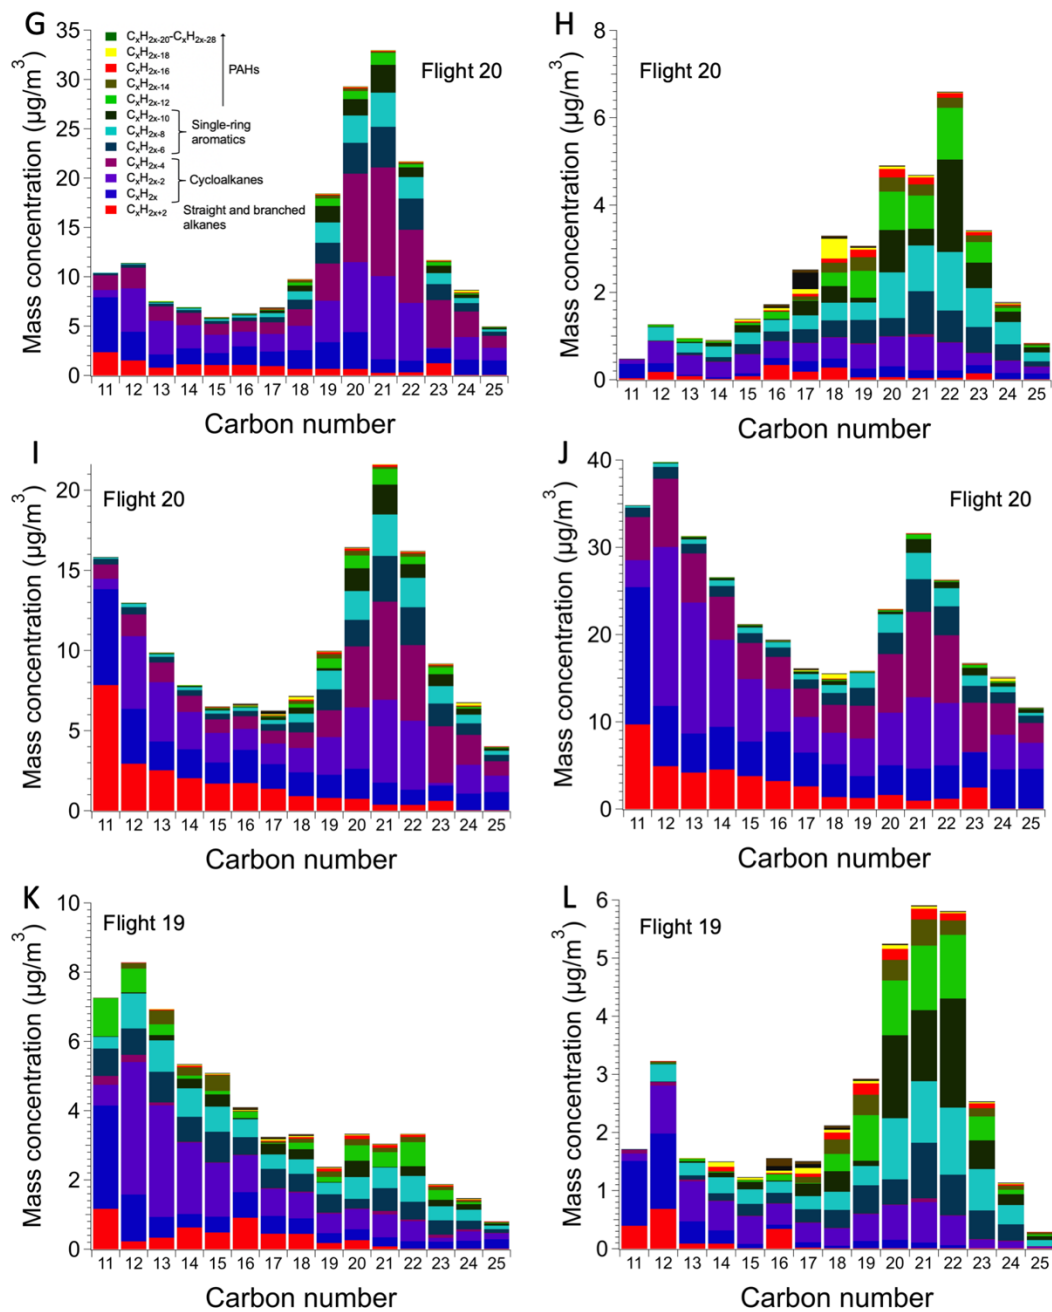 G
Flight 20
Mass concentration (µg/m³)
35
30
25
20
15
10
5
0
CₓH₂ₓ₋₂₀-CₓH₂ₓ₋₂₈
CₓH₂ₓ₋₁₈
CₓH₂ₓ₋₁₆
CₓH₂ₓ₋₁₄
CₓH₂ₓ₋₁₂
CₓH₂ₓ₋₁₀
CₓH₂ₓ₋₈
CₓH₂ₓ₋₆
CₓH₂ₓ₋₄
CₓH₂ₓ₋₂
CₓH₂ₓ
CₓH₂ₓ₊₂
PAHs
Single-ring
aromatics
Cycloalkanes
Straight and branched
alkanes
11 12 13 14 15 16 17 18 19 20 21 22 23 24 25
Carbon number
H
Flight 20
Mass concentration (µg/m³)
8
6
4
2
0
11 12 13 14 15 16 17 18 19 20 21 22 23 24 25
Carbon number
I
Flight 20
Mass concentration (µg/m³)
20
15
10
5
0
11 12 13 14 15 16 17 18 19 20 21 22 23 24 25
Carbon number
J
Flight 20
Mass concentration (µg/m³)
40
30
20
10
0
11 12 13 14 15 16 17 18 19 20 21 22 23 24 25
Carbon number
K
Flight 19
Mass concentration (µg/m³)
10
8
6
4
2
0
11 12 13 14 15 16 17 18 19 20 21 22 23 24 25
Carbon number
L
Flight 19
Mass concentration (µg/m³)
6
5
4
3
2
1
0
11 12 13 14 15 16 17 18 19 20 21 22 23 24 25
Carbon number